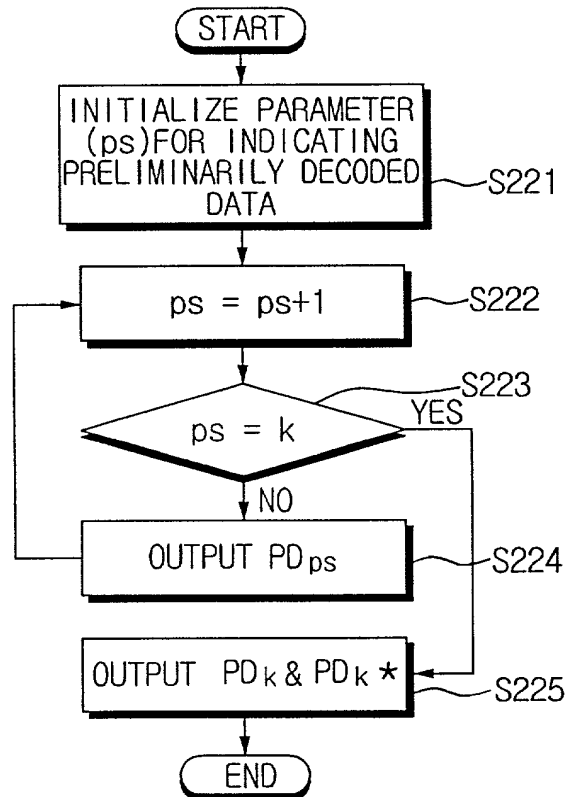 START
INITIALIZE PARAMETER
(ps)FOR INDICATING
PRELIMINARILY DECODED
DATA
S221
ps = ps+1
S222
S223
ps = k
YES
NO
OUTPUT PDps
S224
OUTPUT PDk & PDk *
S225
END